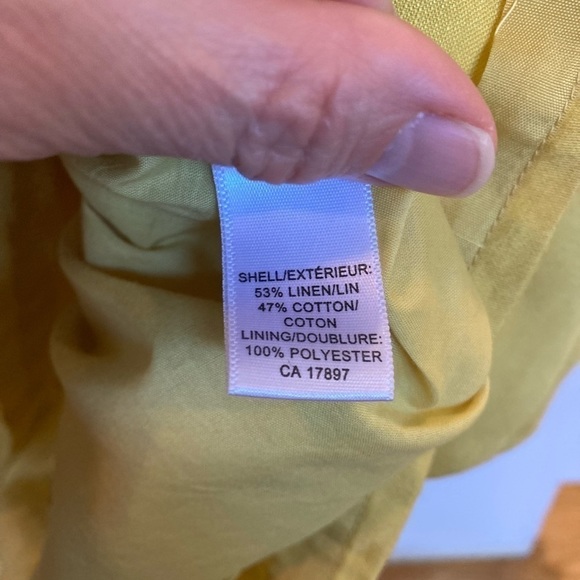 SHELL/EXTÉRIEUR:
53% LINEN/LIN
47% COTTON/
COTON
LINING/DOUBLURE:
100% POLYESTER
CA 17897